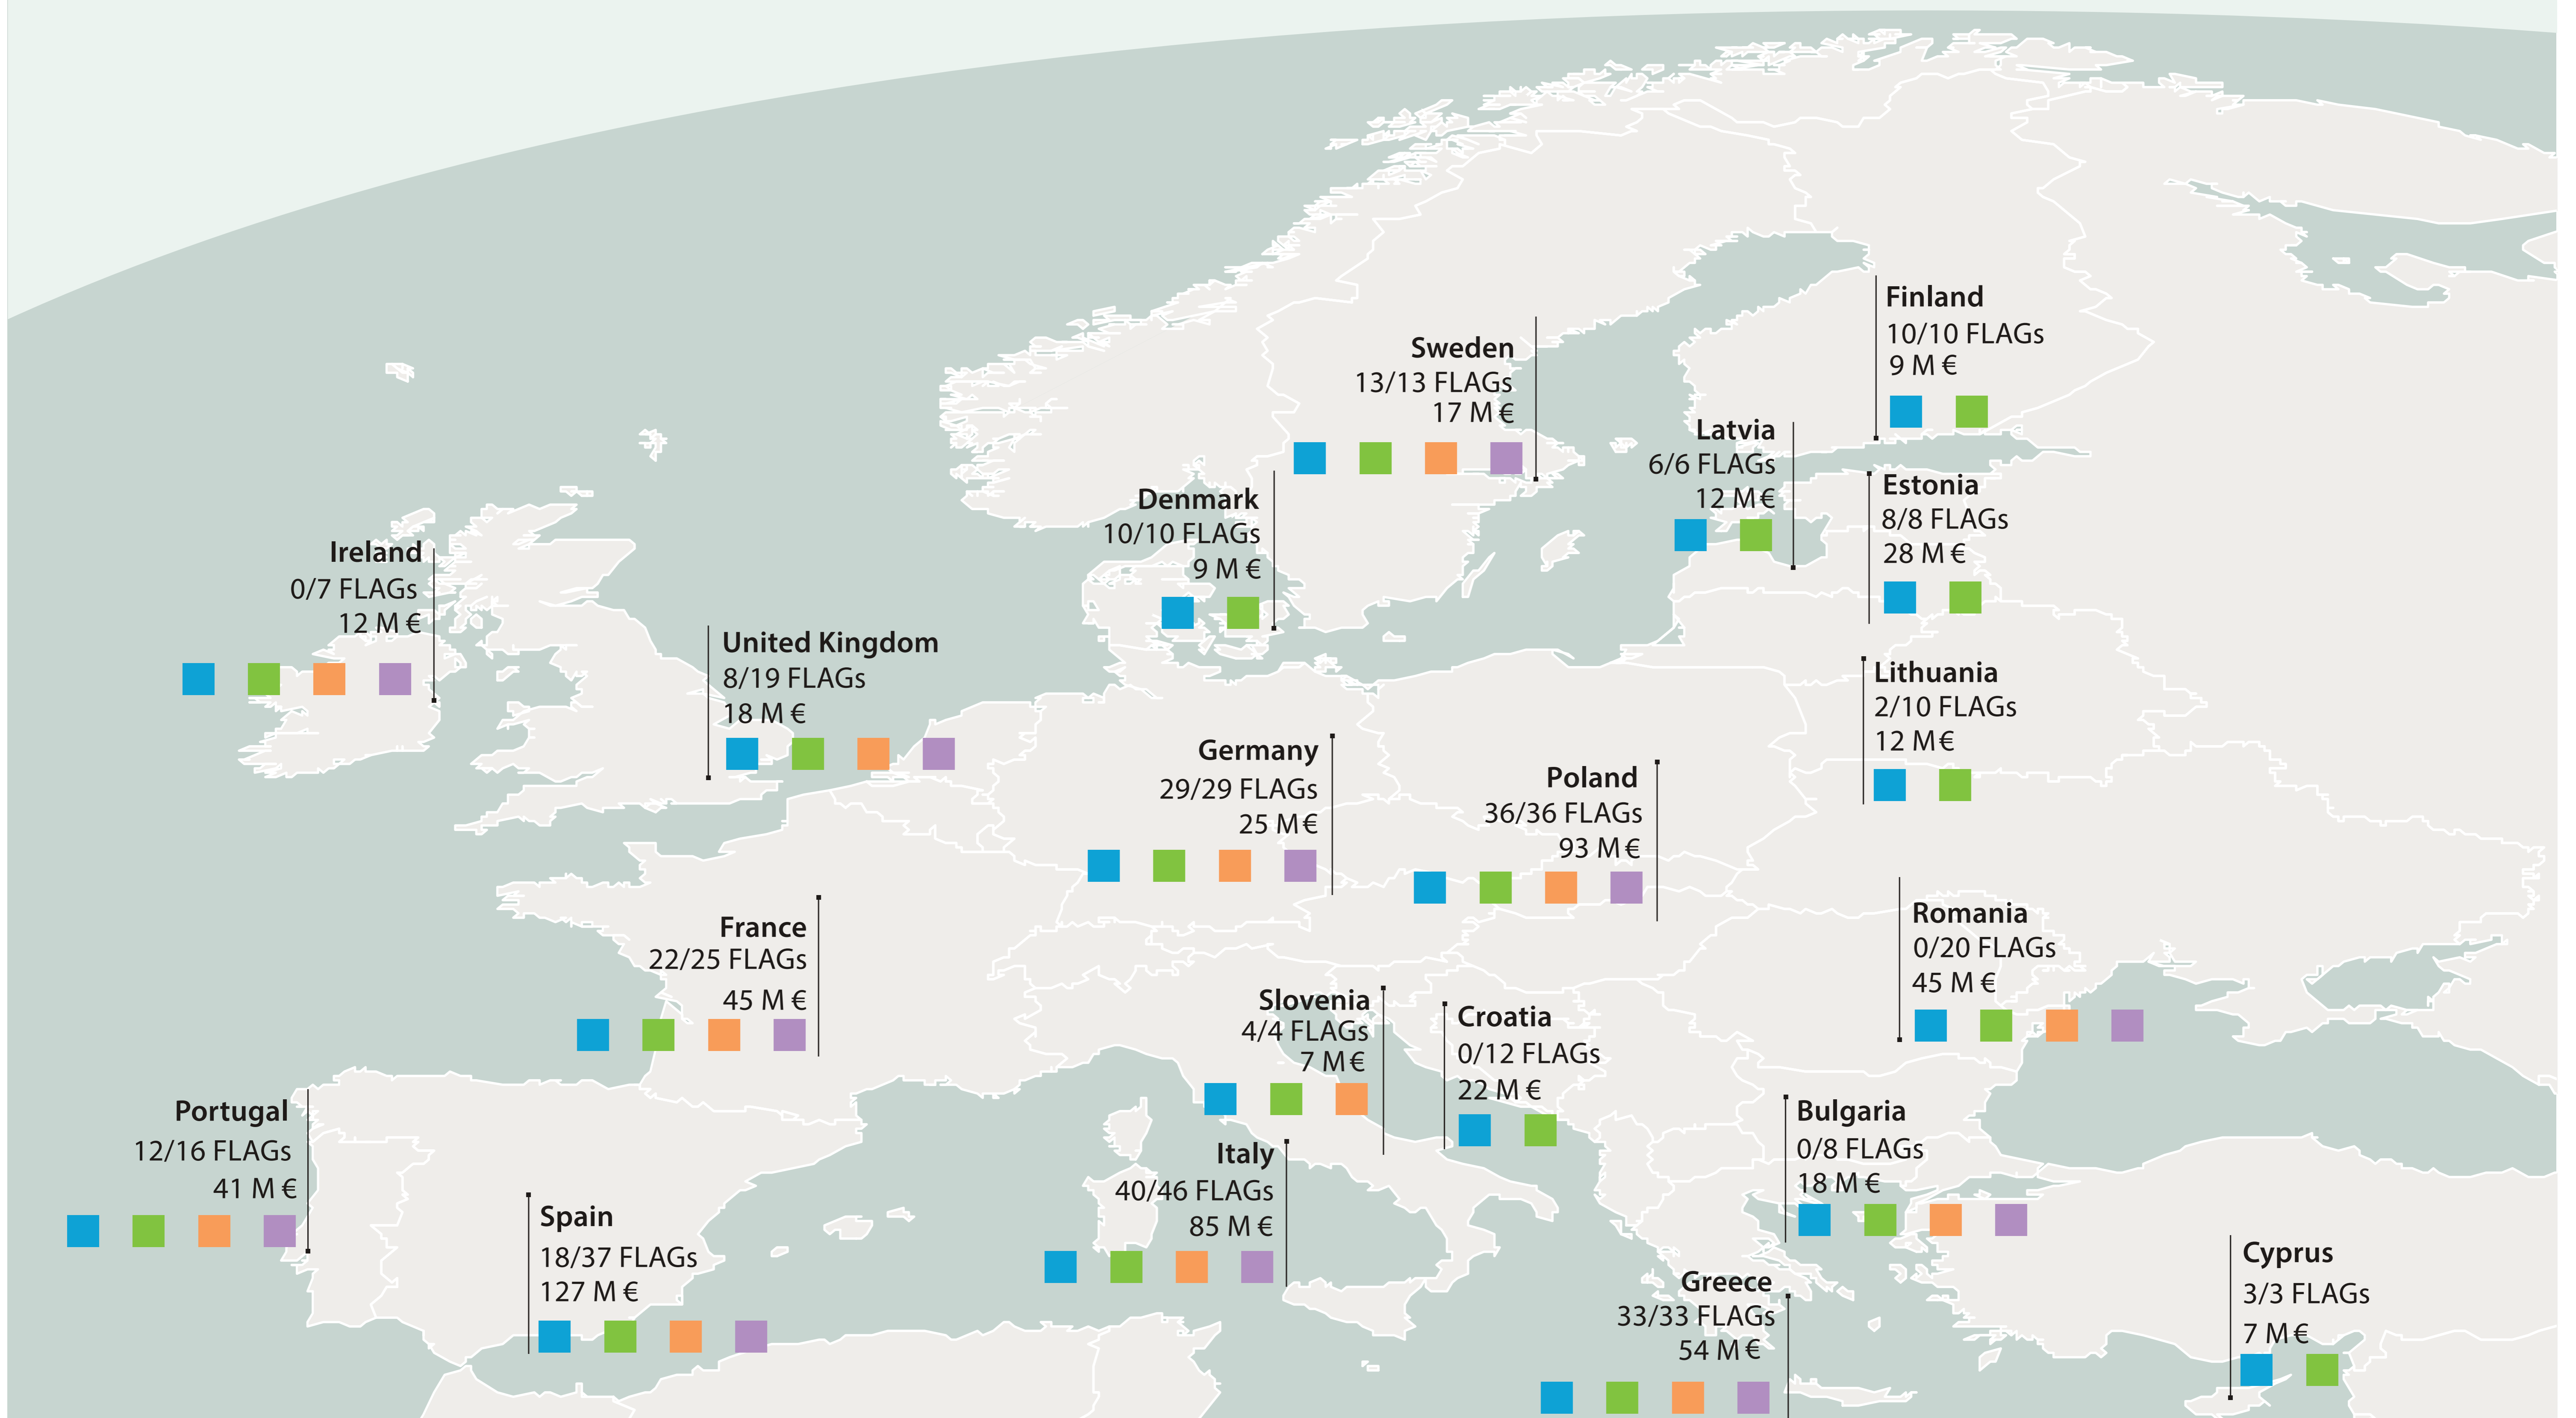 Finland
10/10 FLAGs
9 M €
Sweden
13/13 FLAGs
17 M €
Latvia
6/6 FLAGs
12 M €
Estonia
8/8 FLAGs
28 M €
Denmark
10/10 FLAGs
9 M €
Ireland
0/7 FLAGs
12 M €
United Kingdom
8/19 FLAGs
18 M €
Lithuania
2/10 FLAGs
12 M €
Germany
29/29 FLAGs
25 M €
Poland
36/36 FLAGs
93 M €
France
22/25 FLAGs
45 M €
Romania
0/20 FLAGs
45 M €
Slovenia
4/4 FLAGs
7 M €
Croatia
0/12 FLAGs
22 M €
Portugal
12/16 FLAGs
41 M €
Bulgaria
0/8 FLAGs
18 M €
Italy
40/46 FLAGs
85 M €
Spain
18/37 FLAGs
127 M €
Cyprus
3/3 FLAGs
7 M €
Greece
33/33 FLAGs
54 M €